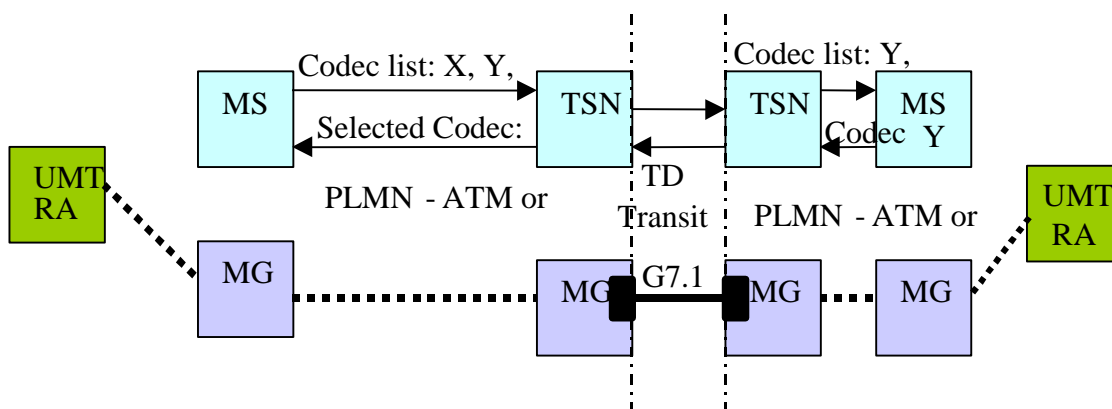 Codec list: X, Y,
Codec list: Y,
MS
TSN
TSN
MS
Y
Selected Codec:
Codec
UMT
RA
TD
Transit
PLMN - ATM or
PLMN - ATM or
UMT
RA
MG
MG
G7.1
MG
MG